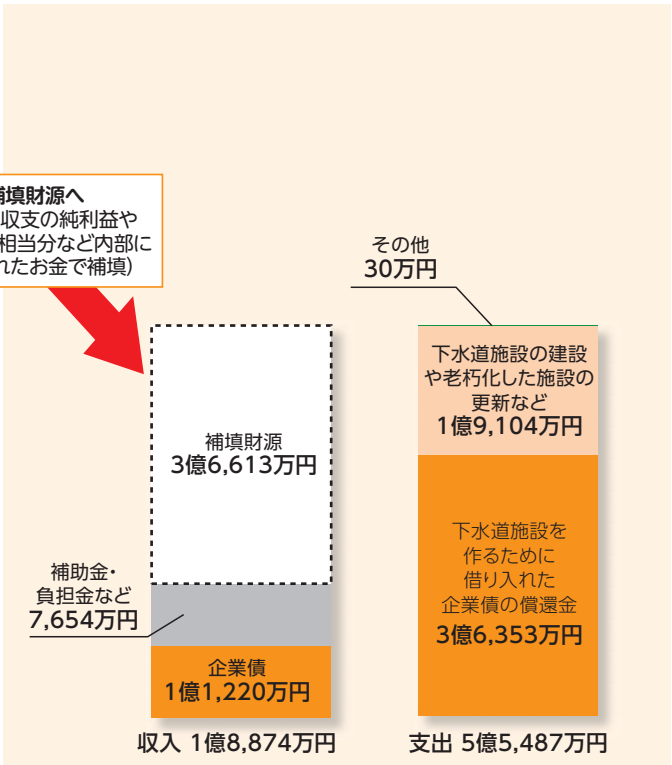 填財源へ
収支の純利益や
相当分など内部に
れたお金で補填)
その他
30万円
補填財源
3億6,613万円
補助金・
負担金など
7,654万円
企業債
1億1,220万円
収入 1億8,874万円
下水道施設の建設
や老朽化した施設の
更新など
1億9,104万円
下水道施設を
作るために
借り入れた
企業債の償還金
3億6,353万円
支出 5億5,487万円